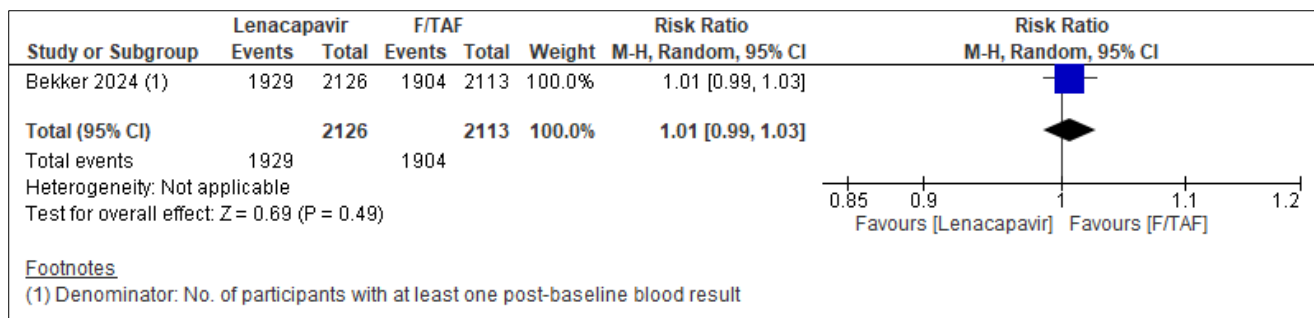 Lenacapavir F/TAF Risk Ratio Risk Ratio
Study or Subgroup Events Total Events Total Weight M-H, Random, 95% CI M-H, Random, 95% CI
Bekker 2024 (1) 1929 2126 1904 2113 100.0% 1.01 [0.99, 1.03]
Total (95% CI) 2126 2113 100.0% 1.01 [0.99, 1.03]
Total events 1929 1904
Heterogeneity: Not applicable
Test for overall effect: Z = 0.69 (P = 0.49)
0.85 0.9 1 1.1 1.2
Favours [Lenacapavir] Favours [F/TAF]
Footnotes
(1) Denominator: No. of participants with at least one post-baseline blood result